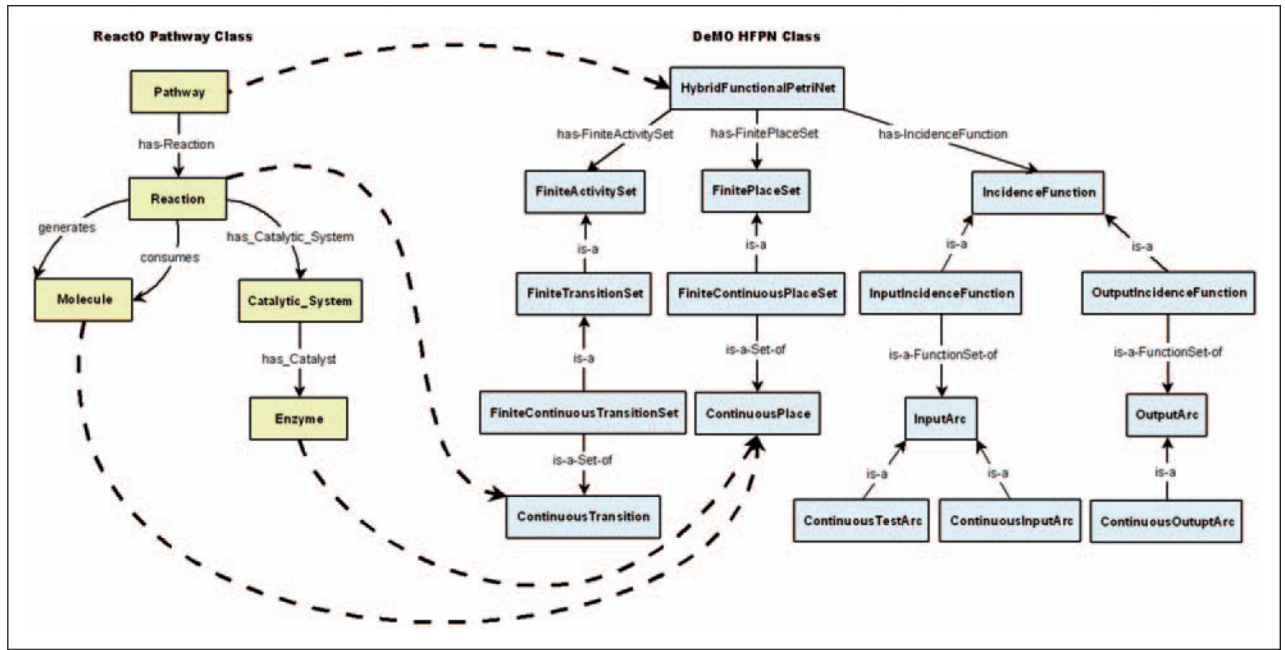 ReactO Pathway Class
DeMO HFPN Class
Pathway
HybridFunctionalPetriNet
has-Reaction
has-FiniteActivitySet
has-FinitePlaceSet
has-IncidenceFunction
Reaction
FiniteActivitySet
FinitePlaceSet
IncidenceFunction
generates
consumes
has_Catalytic_System
is-a
is-a
is-a
is-a
Molecule
Catalytic_System
FiniteTransitionSet
FiniteContinuousPlaceSet
InputIncidenceFunction
OutputIncidenceFunction
has_Catalyst
is-a
is-a-Set-of
is-a-FunctionSet-of
is-a-FunctionSet-of
Enzyme
FiniteContinuousTransitionSet
ContinuousPlace
InputArc
OutputArc
is-a-Set-of
is-a
is-a
is-a
ContinuousTransition
ContinuousTestArc
ContinuousInputArc
ContinuousOutuptArc